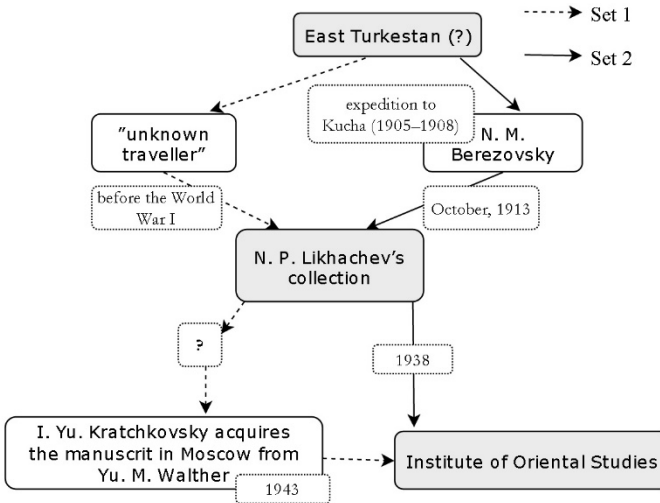 East Turkestan (?)
Set 1
Set 2
expedition to
Kucha (1905–1908)
"unknown
traveller"
N. M.
Berezovsky
before the World
War I
October, 1913
N. P. Likhachev's
collection
?
1938
I. Yu. Kratchkovsky acquires
the manuscrit in Moscow from
Yu. M. Walther
1943
Institute of Oriental Studies